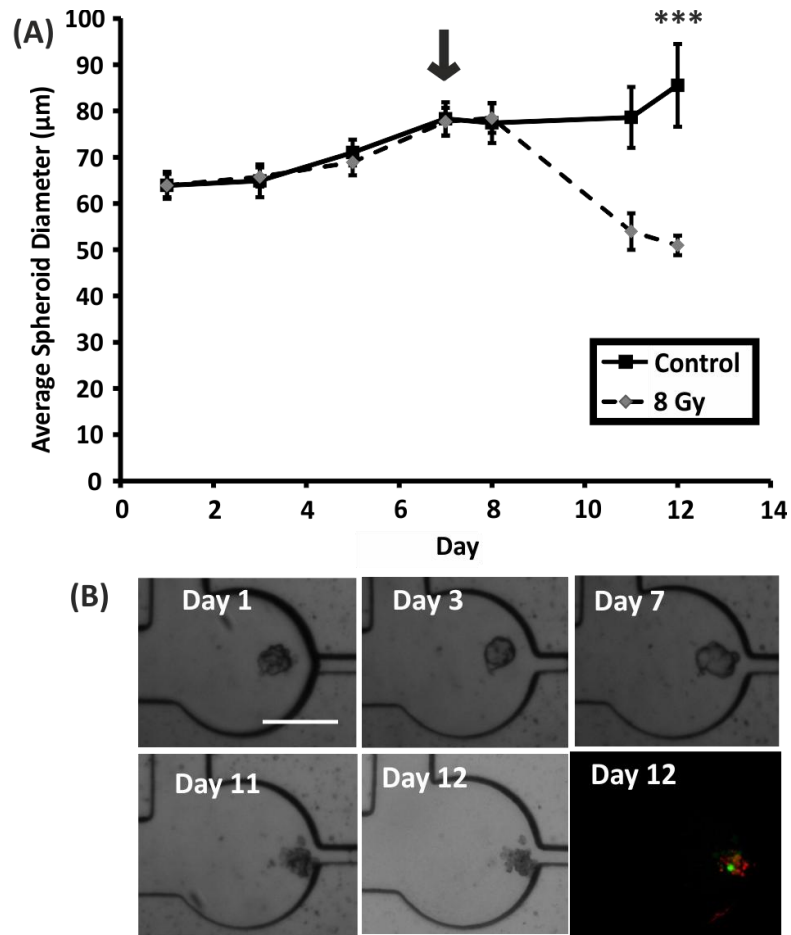 (A)
***
100
90
80
70
60
50
40
30
20
10
0
Average Spheroid Diameter (µm)
Control
8 Gy
0 2 4 6 8 10 12 14
Day
(B)
Day 1 Day 3 Day 7
Day 11 Day 12 Day 12